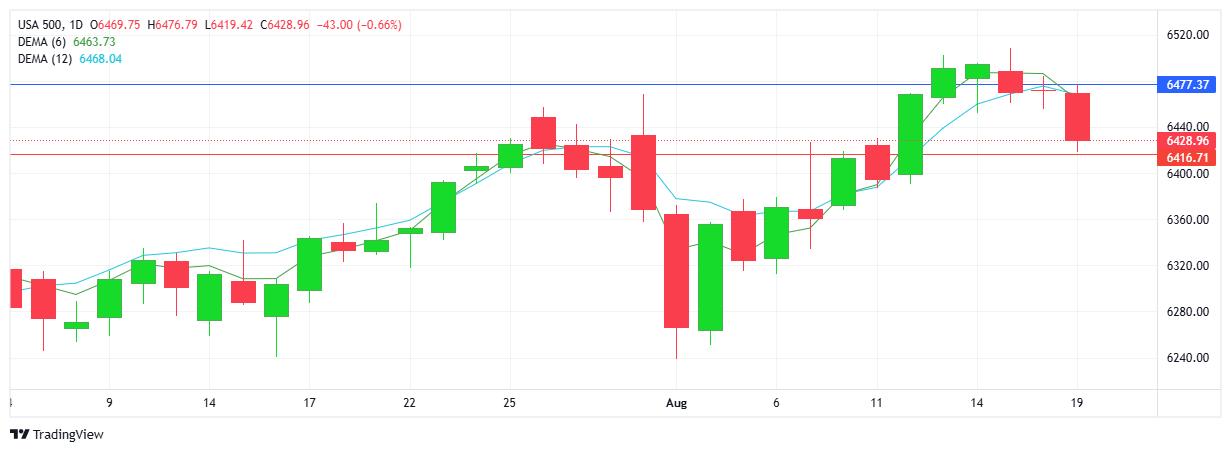 USA 500, 1D O6469.75 H6476.79 L6419.42 C6428.96 −43.00 (−0.66%)
DEMA (6) 6463.73
DEMA (12) 6468.04
6520.00
6477.37
6440.00
6428.96
6416.71
6400.00
6360.00
6320.00
6280.00
6240.00
9 14 17 22 25 Aug 6 11 14 19
TradingView